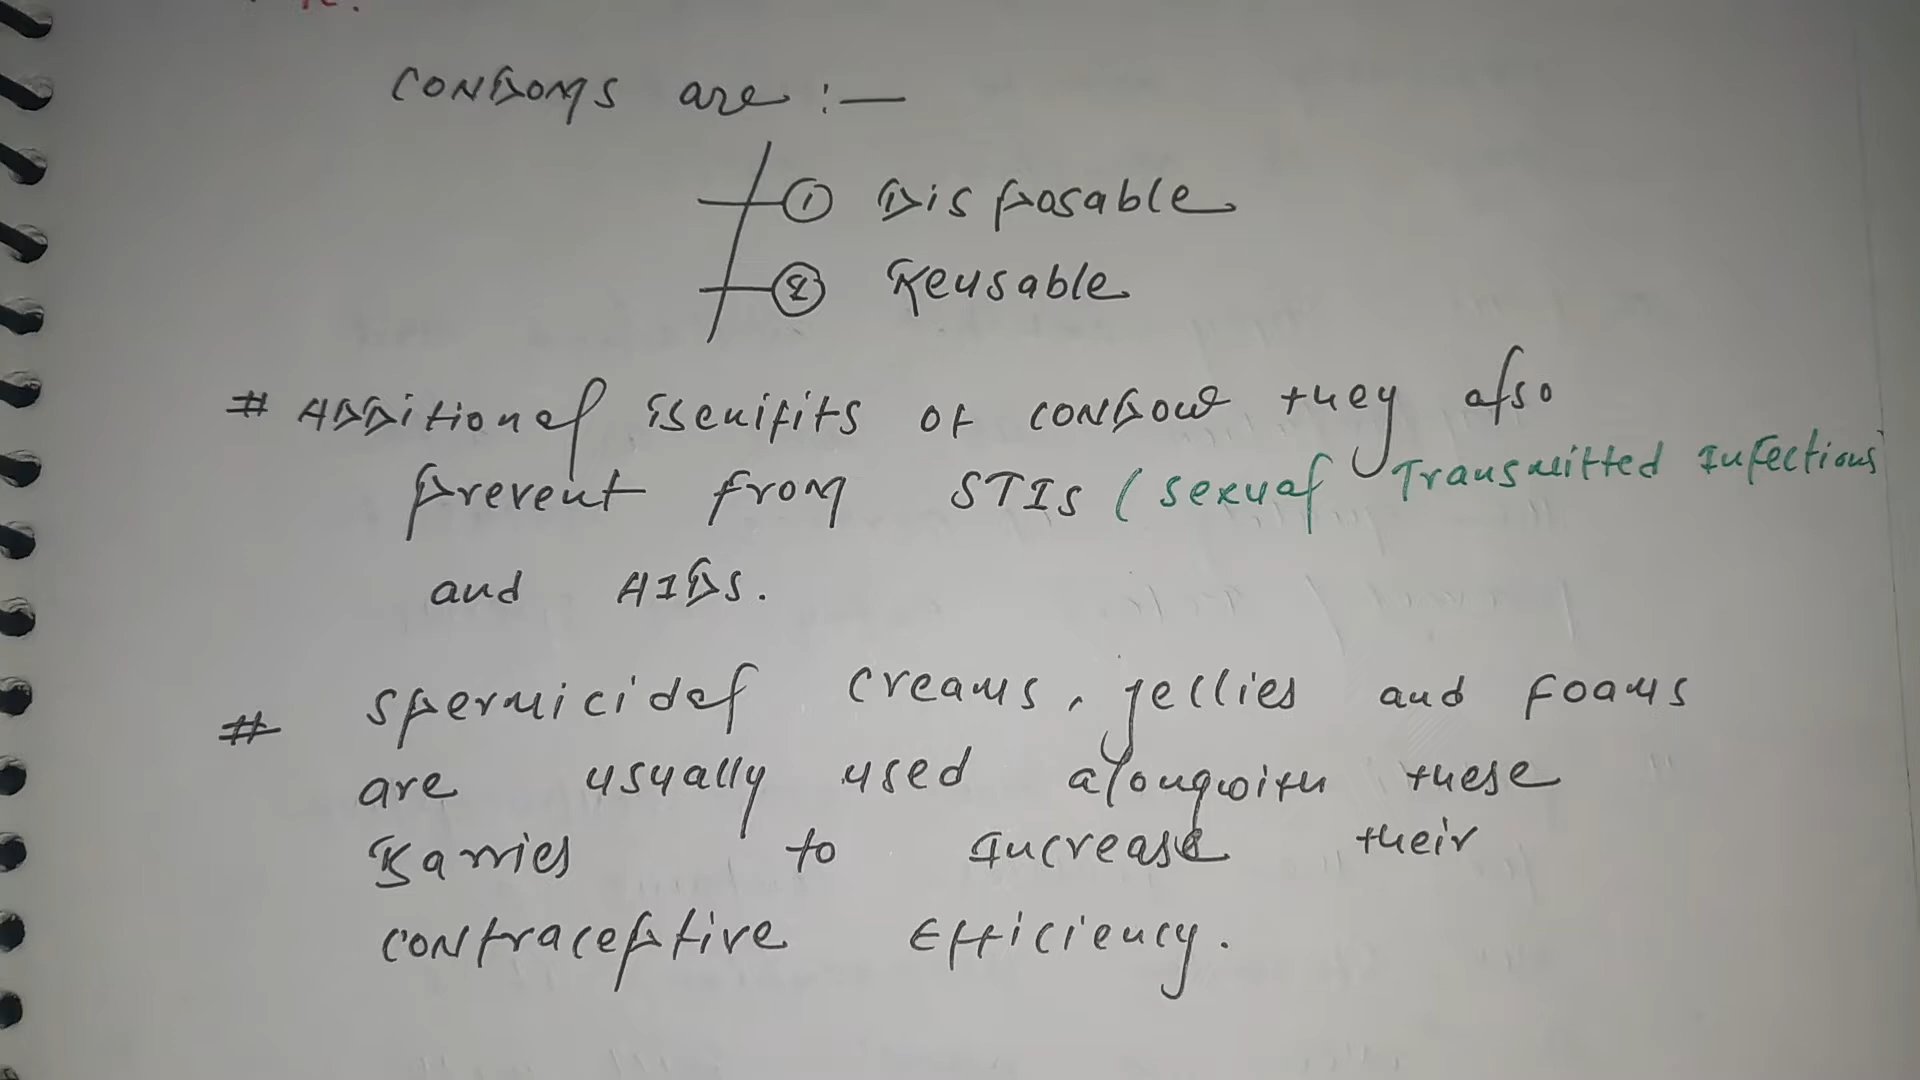 CONDOMS are :—
① Disposable
② Reusable
# Additional Benifits of condom they also
prevent from STIs (sexual Transmitted Infections
and AIDS.
# spermicidal creams, jellies and foams
are usually used alongwith these
Barries to increase their
contraceptive Efficiency.